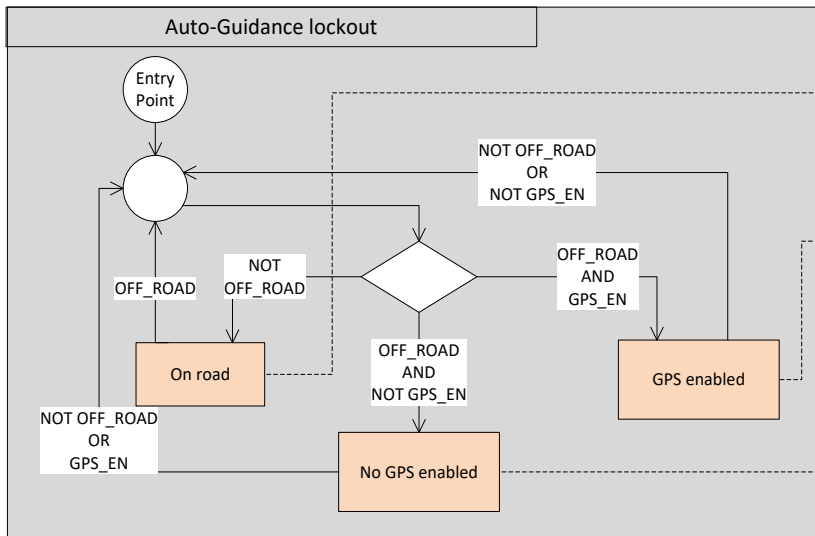 Auto-Guidance lockout
Entry
Point
NOT OFF_ROAD
OR
NOT GPS_EN
OFF_ROAD
NOT
OFF_ROAD
OFF_ROAD
AND
GPS_EN
OFF_ROAD
AND
NOT GPS_EN
On road
GPS enabled
NOT OFF_ROAD
OR
GPS_EN
No GPS enabled